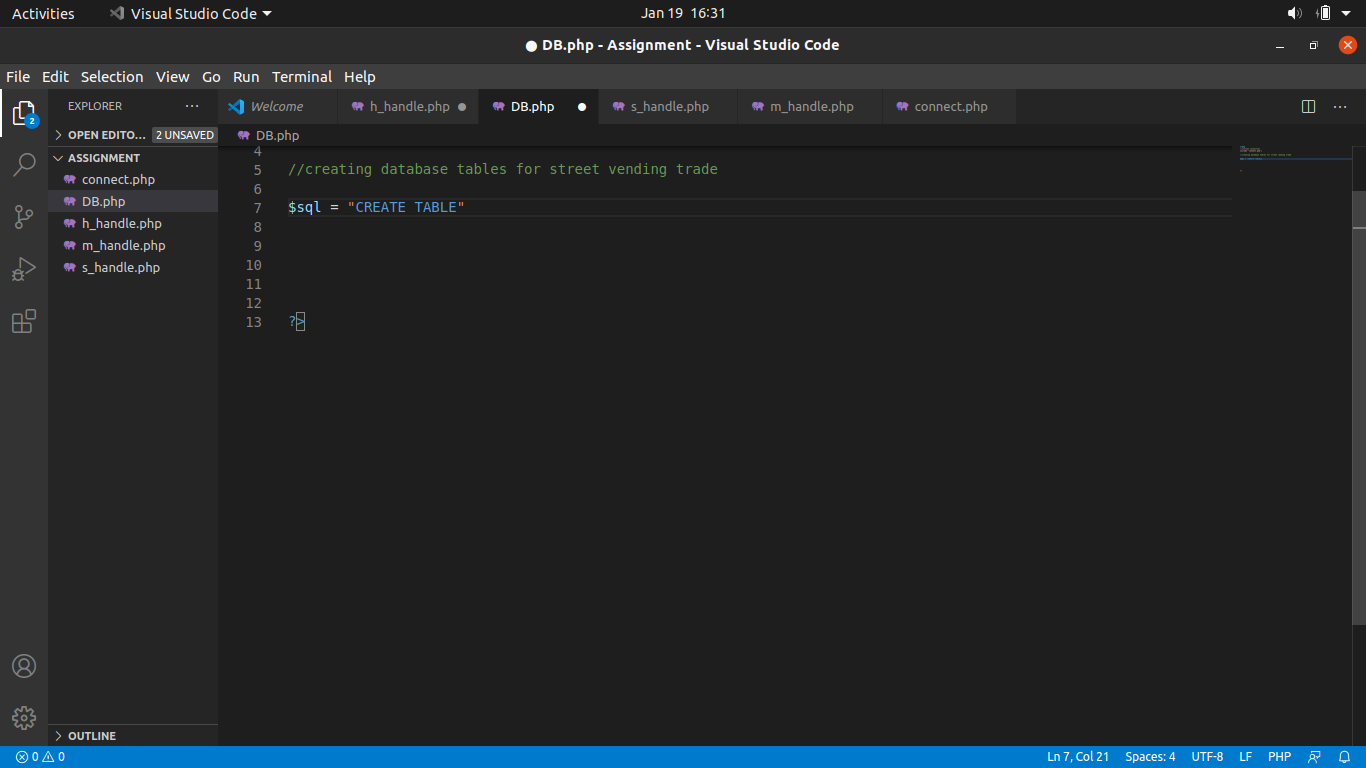 Activities
Visual Studio Code
Jan 19 16:31
● DB.php - Assignment - Visual Studio Code
File Edit Selection View Go Run Terminal Help
EXPLORER ···
Welcome
h_handle.php ●
DB.php ●
s_handle.php
m_handle.php
connect.php
···
OPEN EDITO... 2 UNSAVED
DB.php
ASSIGNMENT
connect.php
DB.php
h_handle.php
m_handle.php
s_handle.php
2
4
5 //creating database tables for street vending trade
6
7 $sql = "CREATE TABLE"
8
9
10
11
12
13 ?>
OUTLINE
0 0
Ln 7, Col 21 Spaces: 4 UTF-8 LF PHP